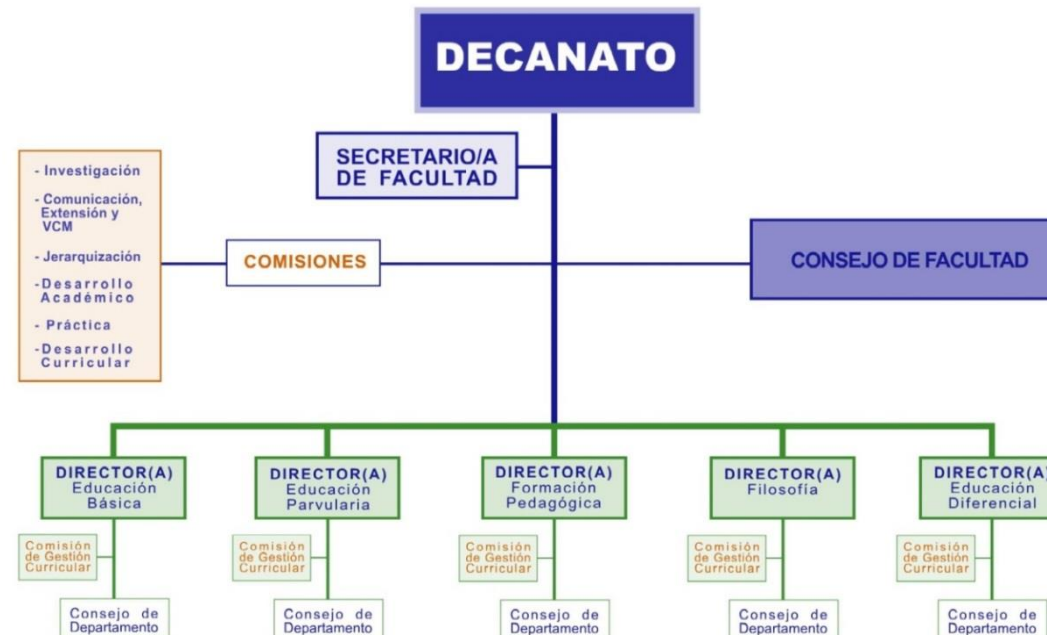 DECANATO
SECRETARIO/A
DE FACULTAD
- Investigación
- Comunicación,
Extensión y
VCM
- Jerarquización
-Desarrollo
Académico
- Práctica
-Desarrollo
Curricular
COMISIONES
CONSEJO DE FACULTAD
DIRECTOR(A)
Educación
Básica
DIRECTOR(A)
Educación
Parvularia
DIRECTOR(A)
Formación
Pedagógica
DIRECTOR(A)
Filosofía
DIRECTOR(A)
Educación
Diferencial
Comisión
de Gestión
Curricular
Comisión
de Gestión
Curricular
Comisión
de Gestión
Curricular
Comisión
de Gestión
Curricular
Comisión
de Gestión
Curricular
Consejo de
Departamento
Consejo de
Departamento
Consejo de
Departamento
Consejo de
Departamento
Consejo de
Departamento